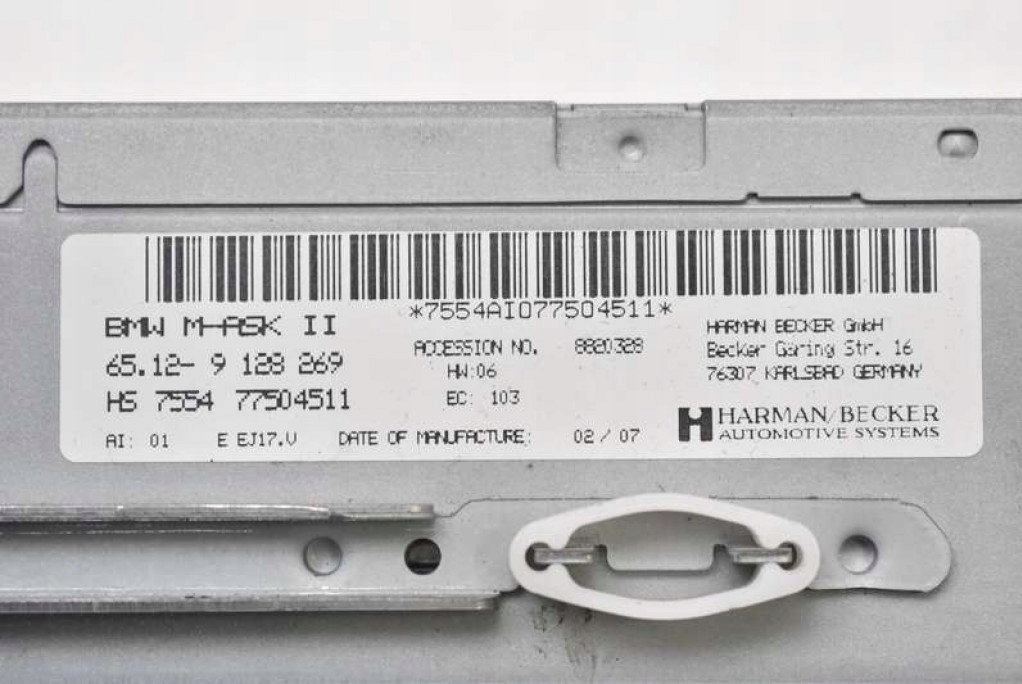 *7554AI077504511*
BMW M-ASK II
65.12- 9 128 269
HS 7554 77504511
AI: 01 E EJ17.V DATE OF MANUFACTURE: 02/07
ACCESSION NO. 8820328
HW:06
EC: 103
HARMAN BECKER GmbH
Becker Göring Str. 16
76307 KARLSBAD GERMANY
HARMAN/BECKER
AUTOMOTIVE SYSTEMS